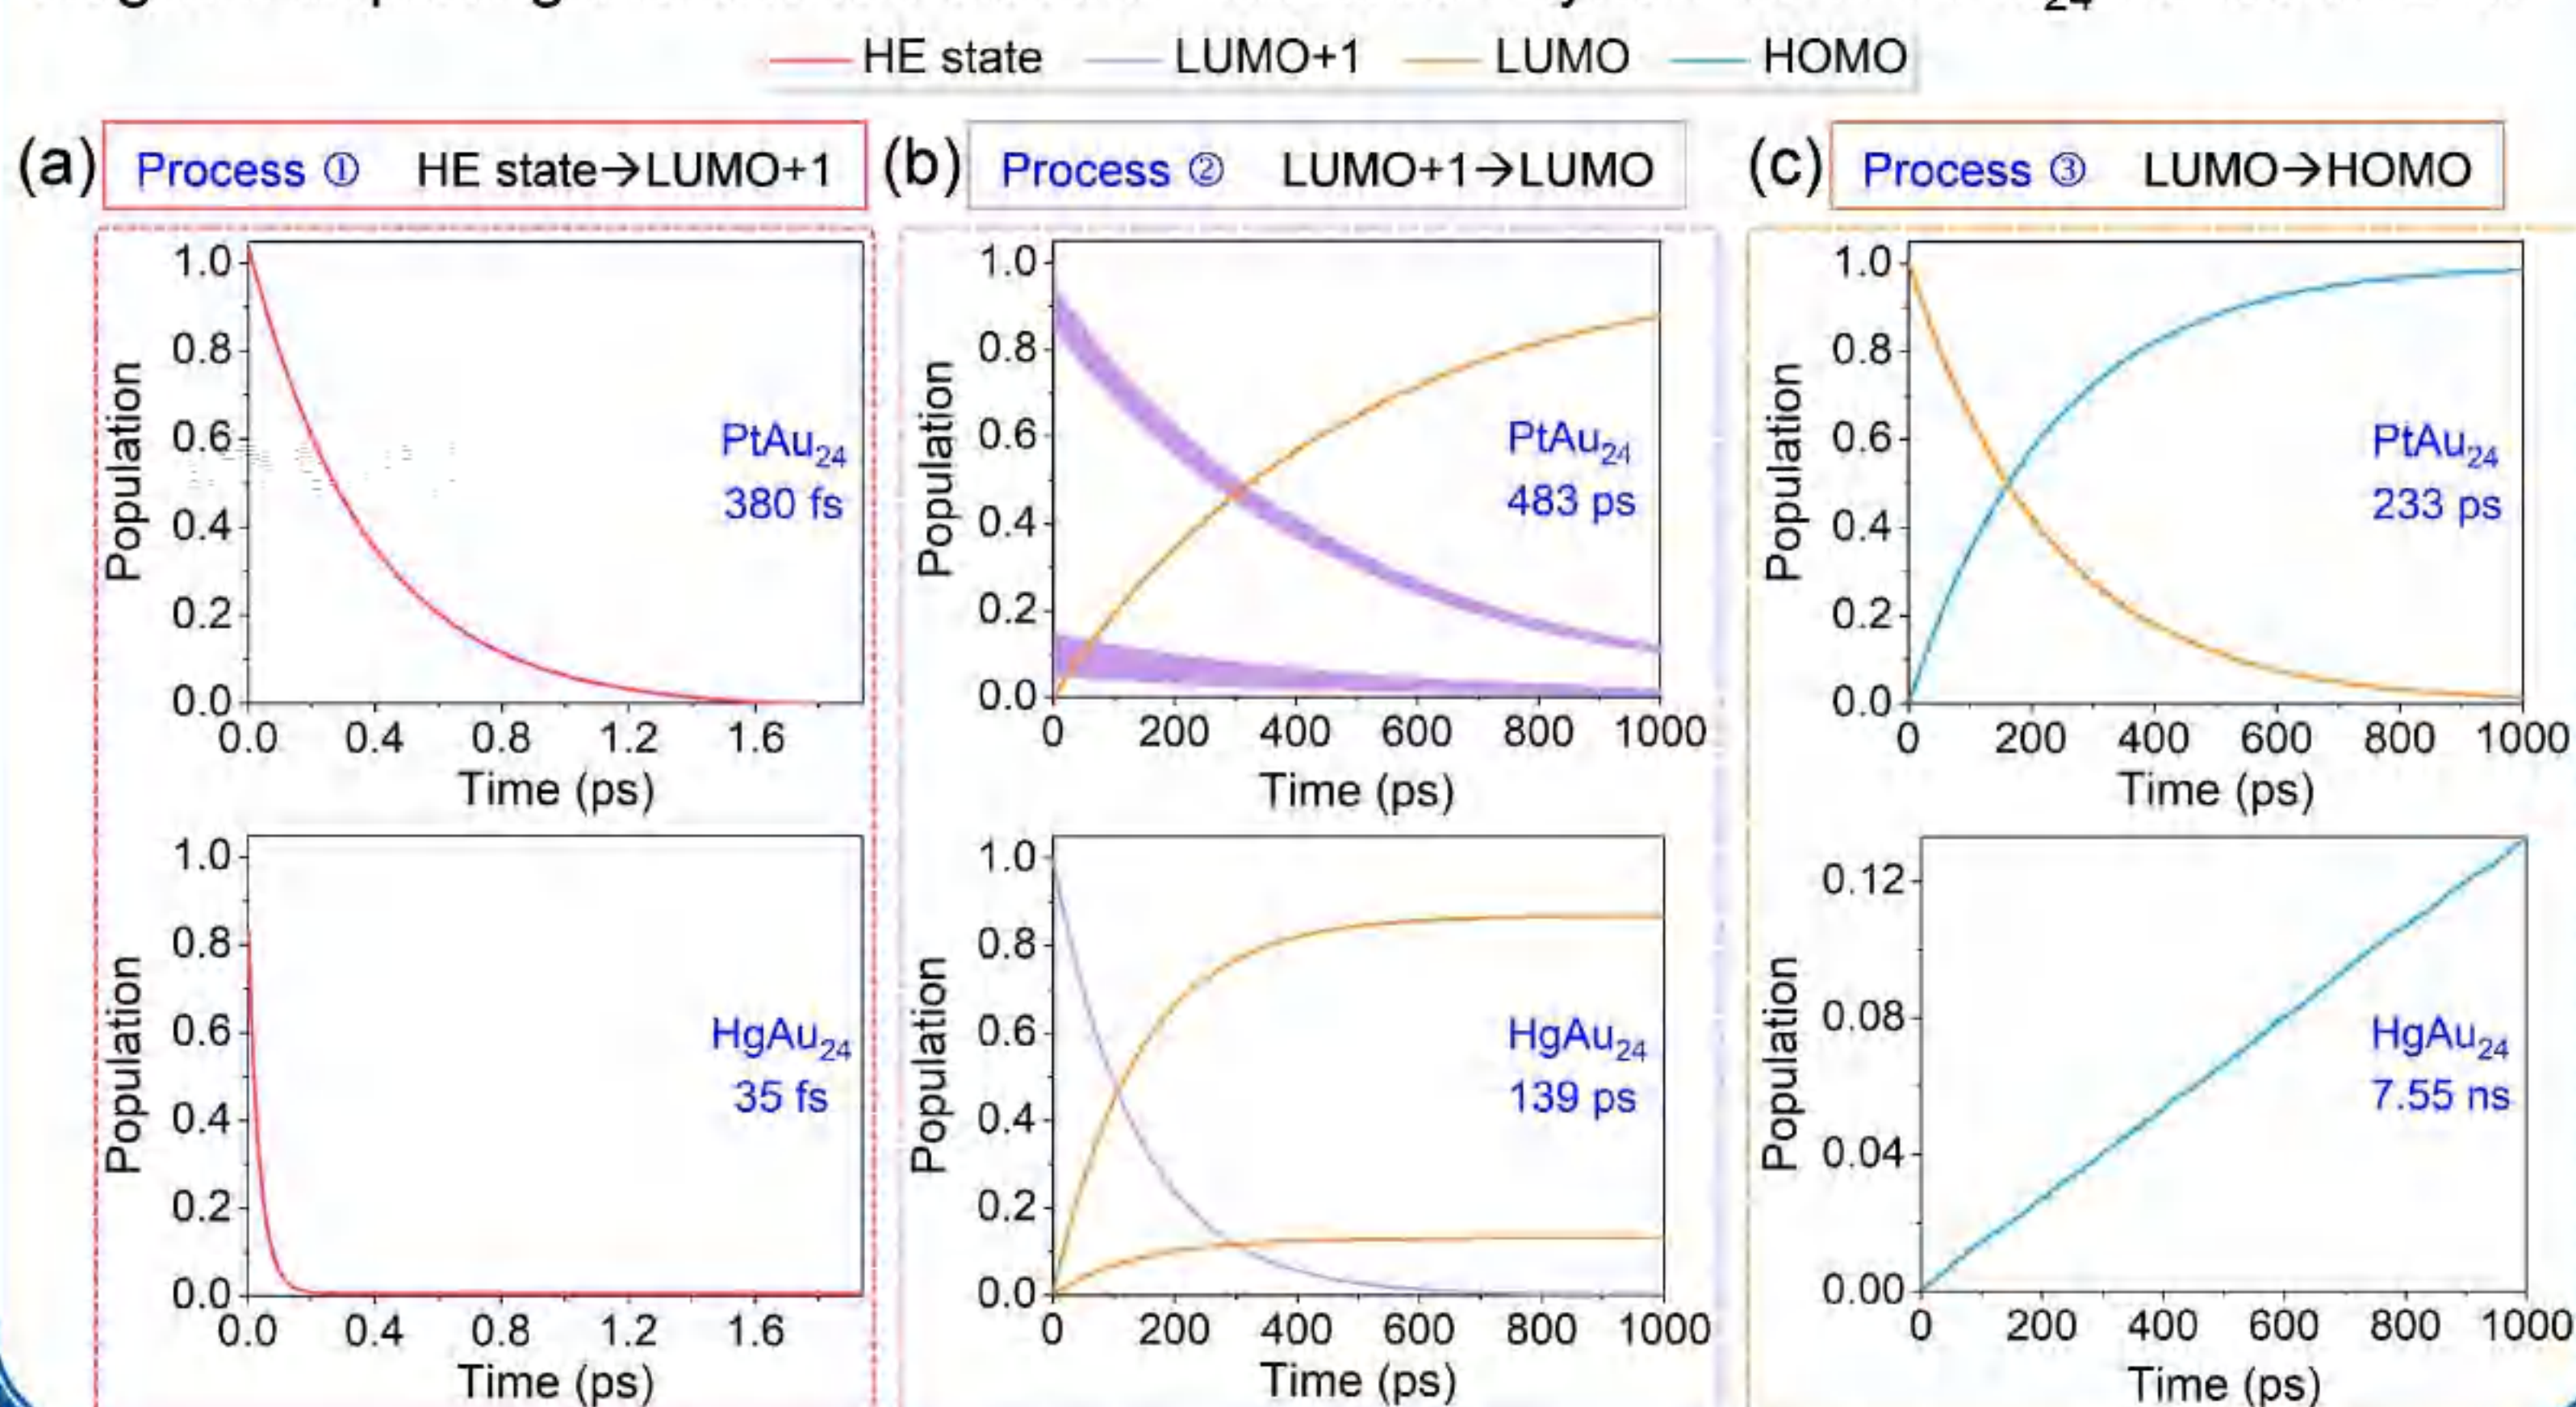 24
HE state LUMO+1 LUMO HOMO
(a) Process ① HE state→LUMO+1
(b) Process ② LUMO+1→LUMO
(c) Process ③ LUMO→HOMO
Population
1.0
0.8
0.6
0.4
0.2
0.0
PtAu24
380 fs
0.0 0.4 0.8 1.2 1.6
Time (ps)
Population
1.0
0.8
0.6
0.4
0.2
0.0
PtAu24
483 ps
0 200 400 600 800 1000
Time (ps)
Population
1.0
0.8
0.6
0.4
0.2
0.0
PtAu24
233 ps
0 200 400 600 800 1000
Time (ps)
Population
1.0
0.8
0.6
0.4
0.2
0.0
HgAu24
35 fs
0.0 0.4 0.8 1.2 1.6
Time (ps)
Population
1.0
0.8
0.6
0.4
0.2
0.0
HgAu24
139 ps
0 200 400 600 800 1000
Time (ps)
Population
0.12
0.08
0.04
0.00
HgAu24
7.55 ns
0 200 400 600 800 1000
Time (ps)